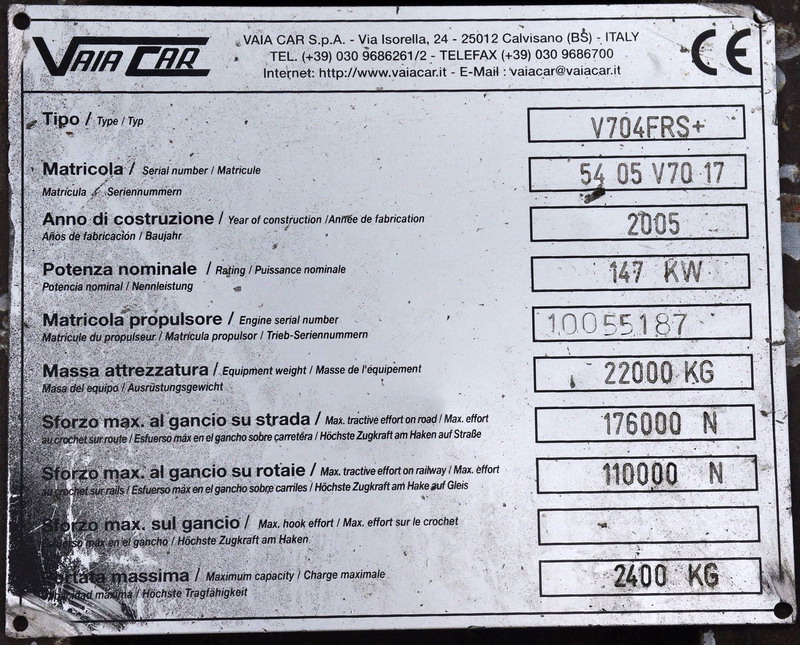 VAIA CAR
VAIA CAR S.p.A. - Via Isorella, 24 - 25012 Calvisano (BS) - ITALY
TEL. (+39) 030 9686261/2 - TELEFAX (+39) 030 9686700
Internet: http://www.vaiacar.it - E-Mail : vaiacar@vaiacar.it
CE
Tipo / Type / Typ V704FRS+
Matricola / Serial number / Matricule 54 05 V70 17
Matrícula / Seriennummern
Anno di costruzione / Year of construction /Année de fabrication 2005
Años de fabricación / Baujahr
Potenza nominale / Rating / Puissance nominale 147 KW
Potencia nominal / Nennleistung
Matricola propulsore / Engine serial number 10055187
Matricule du propulseur / Matrícula propulsor / Trieb-Seriennummern
Massa attrezzatura / Equipment weight / Masse de l'équipement 22000 KG
Masa del equipo / Ausrüstungsgewicht
Sforzo max. al gancio su strada / Max. tractive effort on road / Max. effort 176000 N
au crochet sur route / Esfuerso máx en el gancho sobre carretéra / Höchste Zugkraft am Haken auf Straße
Sforzo max. al gancio su rotaie / Max. tractive effort on railway / Max. effort 110000 N
au crochet sur rails / Esfuerso máx en el gancho sobre carriles / Höchste Zugkraft am Hake auf Gleis
Sforzo max. sul gancio / Max. hook effort / Max. effort sur le crochet
Esfuerso máx en el gancho / Höchste Zugkraft am Haken
Portata massima / Maximum capacity / Charge maximale 2400 KG
máxima / Höchste Tragfähigkeit